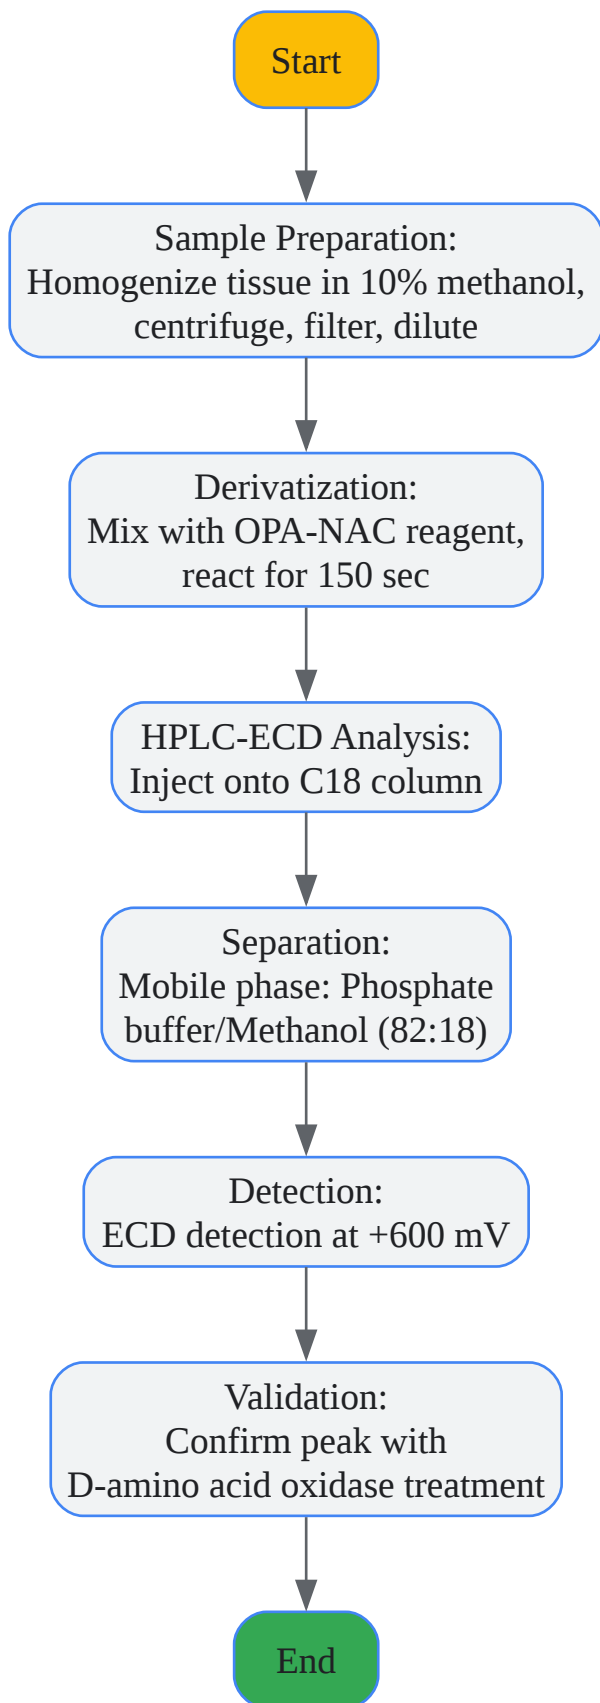 Start
Sample Preparation:
Homogenize tissue in 10% methanol,
centrifuge, filter, dilute
Derivatization:
Mix with OPA-NAC reagent,
react for 150 sec
HPLC-ECD Analysis:
Inject onto C18 column
Separation:
Mobile phase: Phosphate
buffer/Methanol (82:18)
Detection:
ECD detection at +600 mV
Validation:
Confirm peak with
D-amino acid oxidase treatment
End